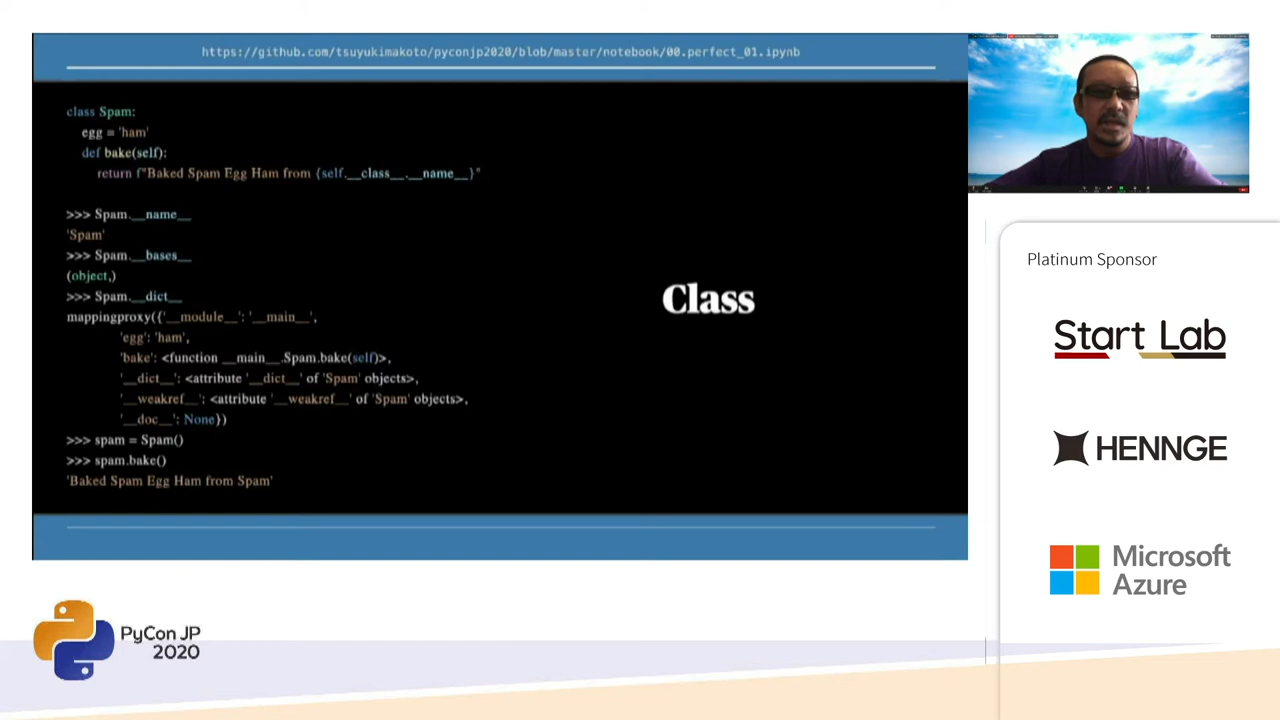 https://github.com/tsuyukimakoto/pyconjp2020/blob/master/notebook/00.perfect_01.ipynb
class Spam:
egg = 'ham'
def bake(self):
return f"Baked Spam Egg Ham from {self.__class__.__name__}"
>>> Spam.__name__
'Spam'
>>> Spam.__bases__
(object,)
>>> Spam.__dict__
mappingproxy({'__module__': '__main__',
'egg': 'ham',
'bake': <function __main__.Spam.bake(self)>,
'__dict__': <attribute '__dict__' of 'Spam' objects>,
'__weakref__': <attribute '__weakref__' of 'Spam' objects>,
'__doc__': None})
>>> spam = Spam()
>>> spam.bake()
'Baked Spam Egg Ham from Spam'
Class
Platinum Sponsor
Start Lab
HENNGE
Microsoft
Azure
PyCon JP
2020